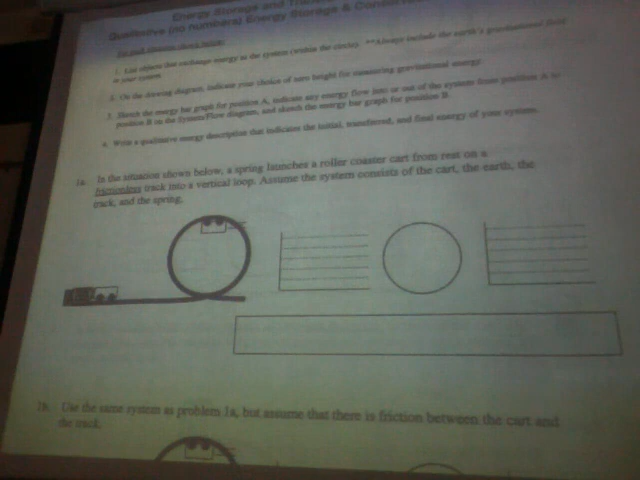 Energy Storage and
Qualitative (no numbers) Energy Storage &
For each situation shown below:
1. List objects that exchange energy in the system (within the circle). **Always include the earth's gravitational field
in your system.
2. On the drawing diagram, indicate your choice of zero height for measuring gravitational energy.
3. Sketch the energy bar graph for position A, indicate any energy flow into or out of the system from position A to
position B on the System/Flow diagram, and sketch the energy bar graph for position B.
4. Write a qualitative energy description that indicates the initial, transferred, and final energy of your system.
1a. In the situation shown below, a spring launches a roller coaster cart from rest on a
frictionless track into a vertical loop. Assume the system consists of the cart, the earth, the
track, and the spring.
Use the same system as problem 1a, but assume that there is friction between the cart and
the track.